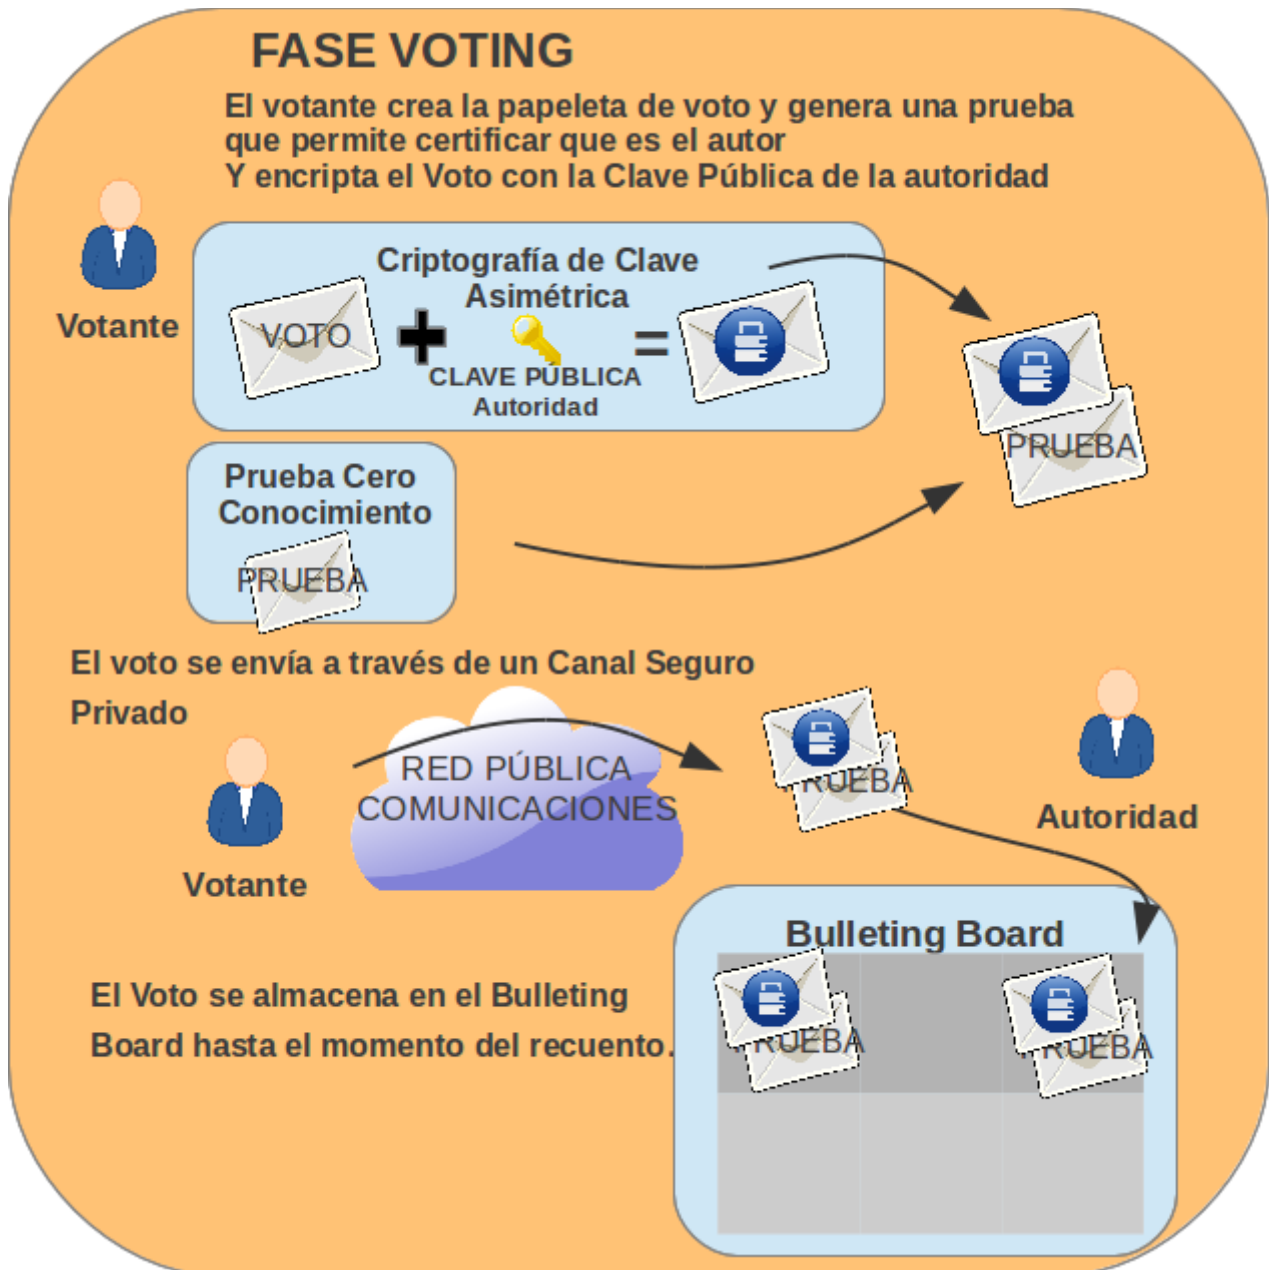 FASE VOTING
El votante crea la papeleta de voto y genera una prueba
que permite certificar que es el autor
Y encripta el Voto con la Clave Pública de la autoridad
Votante
Criptografía de Clave
Asimétrica
VOTO
CLAVE PÚBLICA
Autoridad
PRUEBA
Prueba Cero
Conocimiento
PRUEBA
El voto se envía a través de un Canal Seguro
Privado
RED PÚBLICA
COMUNICACIONES
Votante
PRUEBA
Autoridad
Bulleting Board
PRUEBA
PRUEBA
El Voto se almacena en el Bulleting
Board hasta el momento del recuento.